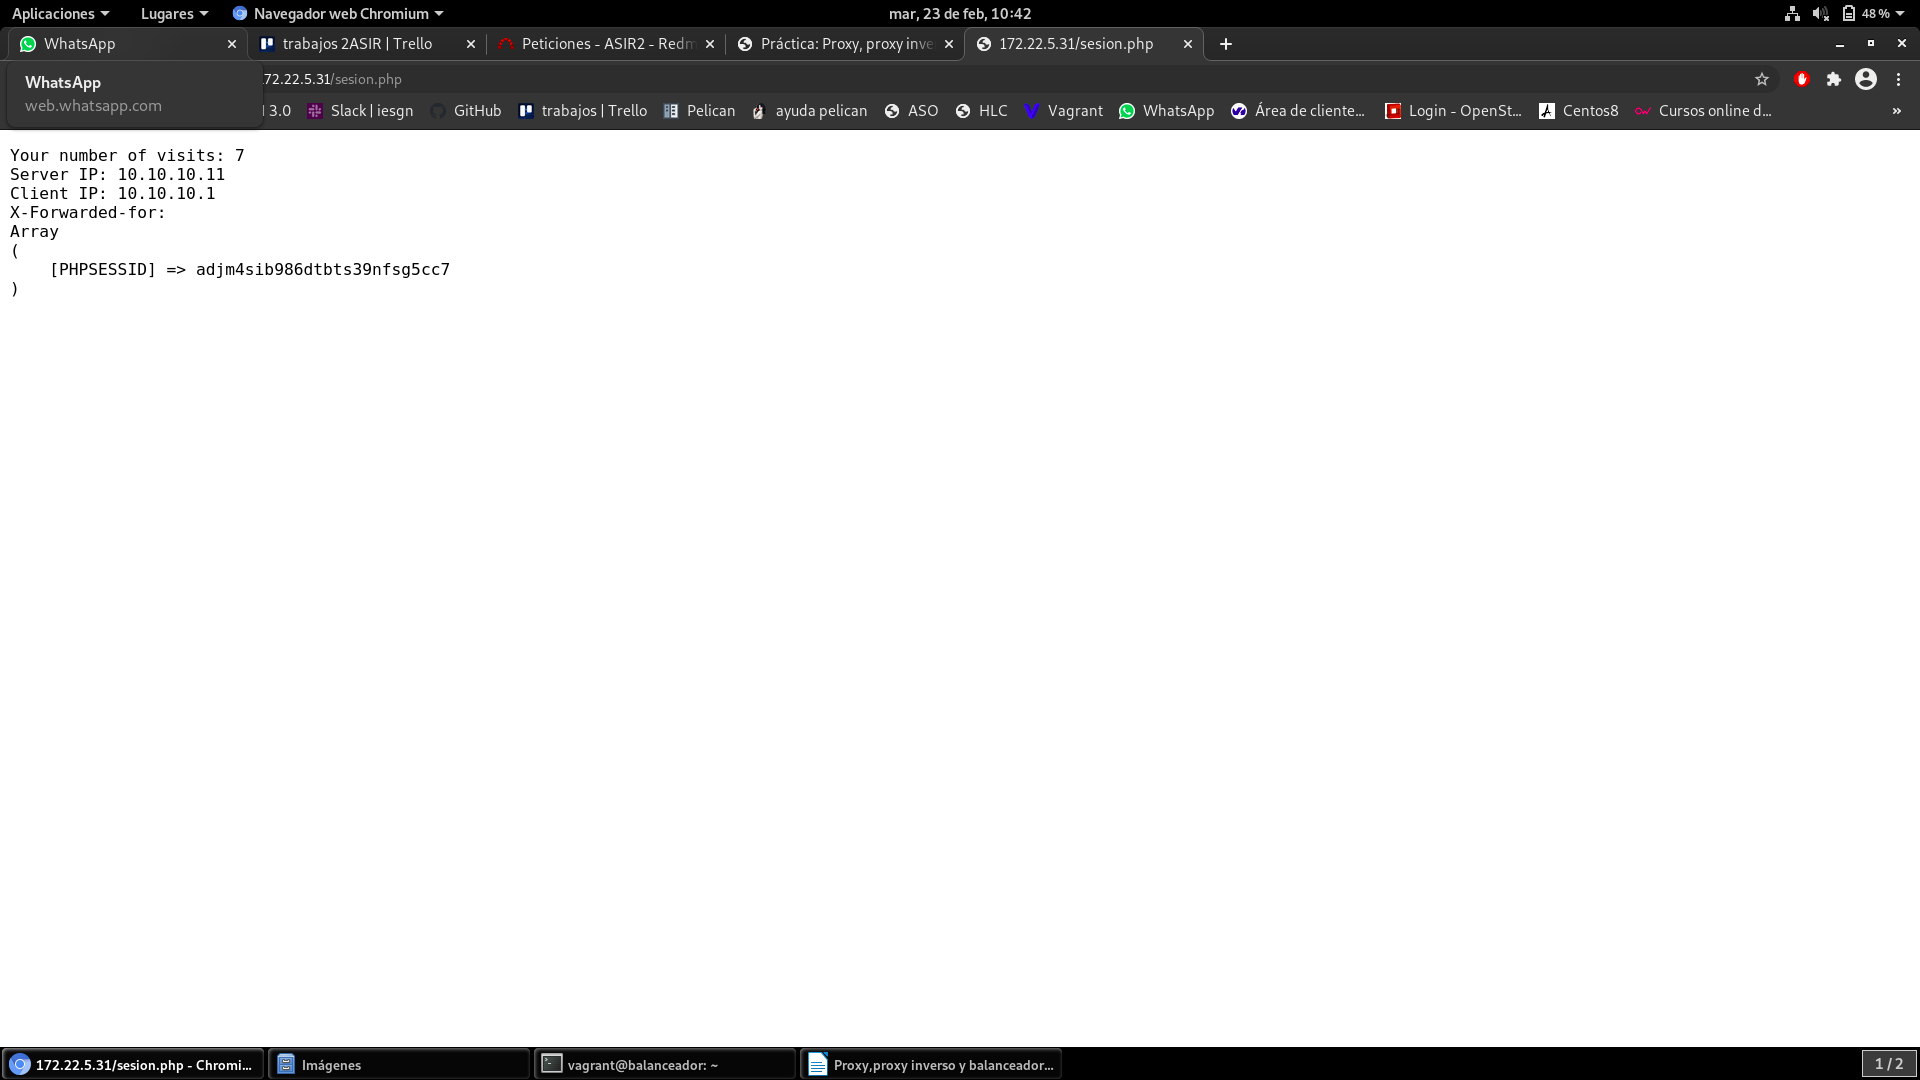 Aplicaciones
Lugares
Navegador web Chromium
mar, 23 de feb, 10:42
48 %
WhatsApp
trabajos 2ASIR | Trello
Peticiones - ASIR2 - Redm
Práctica: Proxy, proxy inve
172.22.5.31/sesion.php
WhatsApp
web.whatsapp.com
72.22.5.31/sesion.php
3.0
Slack | iesgn
GitHub
trabajos | Trello
Pelican
ayuda pelican
ASO
HLC
Vagrant
WhatsApp
Área de cliente...
Login - OpenSt...
Centos8
Cursos online d...
»
Your number of visits: 7
Server IP: 10.10.10.11
Client IP: 10.10.10.1
X-Forwarded-for:
Array
(
[PHPSESSID] => adjm4sib986dtbts39nfsg5cc7
)
172.22.5.31/sesion.php - Chromi...
Imágenes
vagrant@balanceador: ~
Proxy,proxy inverso y balanceador...
1 / 2